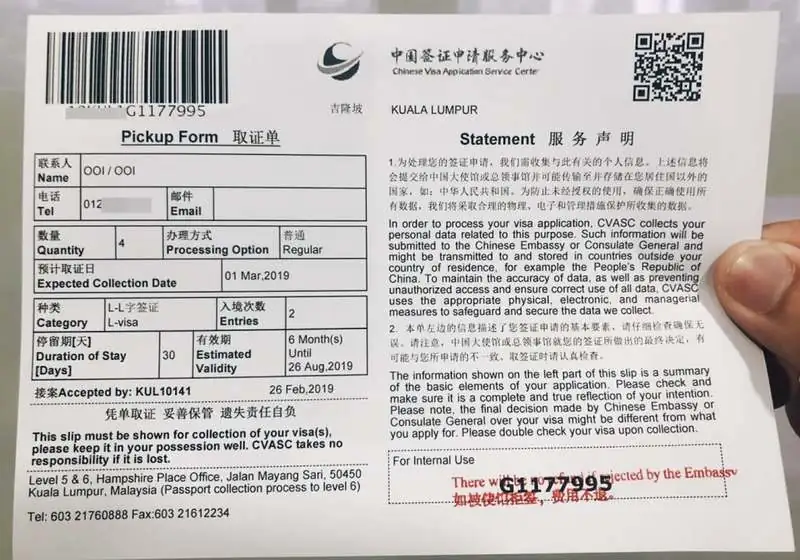 G1177995
Pickup Form 取证单
联系人
Name
OOI / OOI
电话
Tel
012
邮件
Email
数量
Quantity
4
办理方式
Processing Option
普通
Regular
预计取证日
Expected Collection Date
01 Mar,2019
种类
Category
L-L字签证
L-visa
入境次数
Entries
2
停留期[天]
Duration of Stay
[Days]
30
有效期
Estimated
Validity
6 Month(s)
Until
26 Aug,2019
接案Accepted by: KUL10141
26 Feb,2019
凭单取证 妥善保管 遗失责任自负
This slip must be shown for collection of your visa(s),
please keep it in your possession well. CVASC takes no
responsibility if it is lost.
Level 5 & 6, Hampshire Place Office, Jalan Mayang Sari, 50450
Kuala Lumpur, Malaysia (Passport collection process to level 6)
Tel: 603 21760888 Fax:603 21612234
中国签证申请服务中心
Chinese Visa Application Service Center
吉隆坡
KUALA LUMPUR
Statement 服务声明
1.为处理您的签证申请，我们需收集与此有关的个人信息。上述信息将
会提交给中国大使馆或总领事馆并可能传输至并存储在您居住国以外的
国家，如：中华人民共和国。为防止未经授权的使用，确保正确使用所
有数据，我们将采取合理的物理、电子和管理措施保护所收集的数据。
In order to process your visa application, CVASC collects your
personal data related to this purpose. Such information will be
submitted to the Chinese Embassy or Consulate General and
might be transmitted to and stored in countries outside your
country of residence, for example the People's Republic of
China. To maintain the accuracy of data, as well as preventing
unauthorized access and ensure correct use of all data, CVASC
uses the appropriate physical, electronic, and managerial
measures to safeguard and secure the data we collect.
2. 本单左边的信息描述了您签证申请的基本要素，请仔细检查确保无
误。请注意，中国大使馆或总领事馆就您的签证所做出的最终决定，有
可能与您所申请的不一致。取签证时请认真检查。
The information shown on the left part of this slip is a summary
of the basic elements of your application. Please check and
make sure it is a complete and true reflection of your intention.
Please note, the final decision made by Chinese Embassy or
Consulate General over your visa might be different from what
you apply for. Please double check your visa upon collection.
For Internal Use
There will be no refund if rejected by the Embassy
G1177995
如被使馆拒签，费用不退。